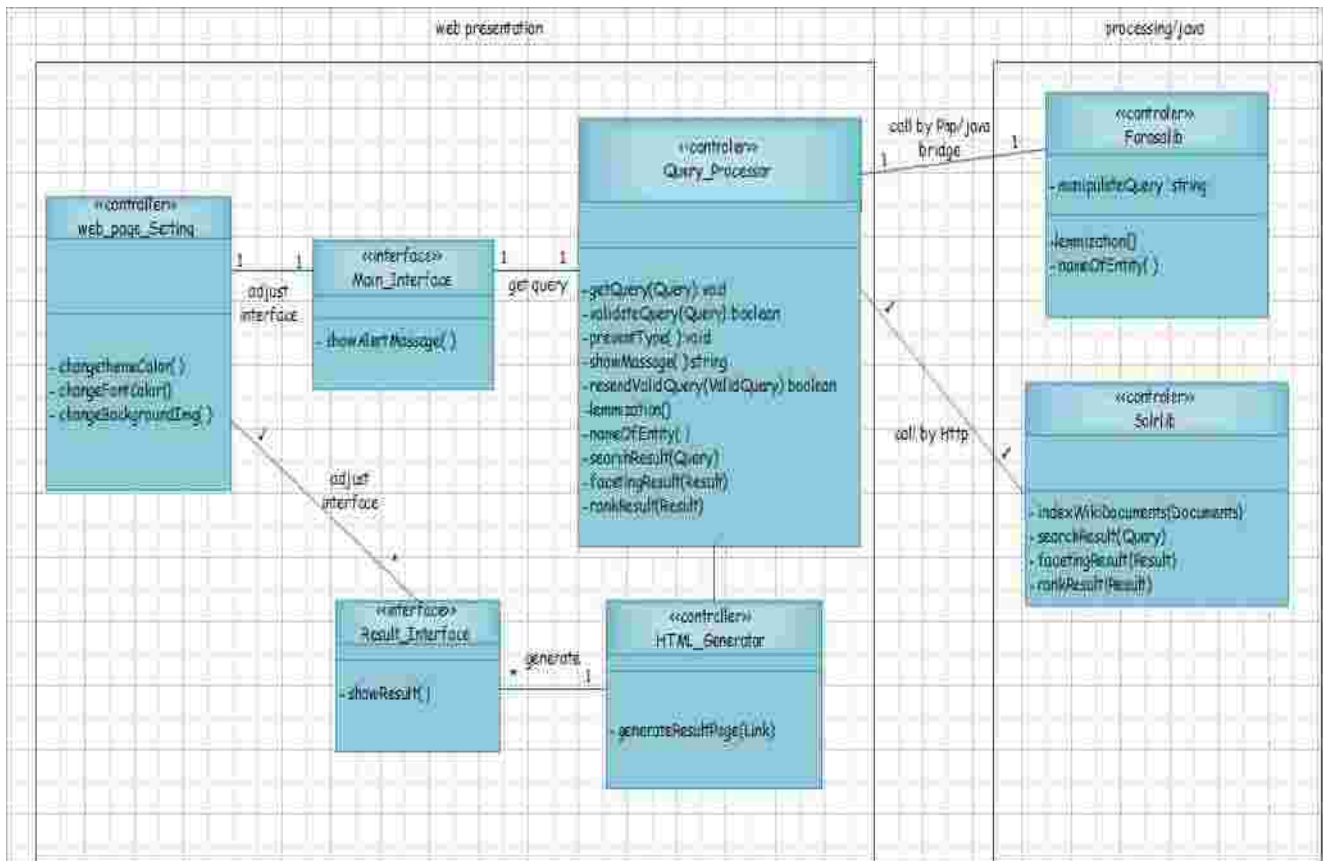 web presentation
processing/java
«controller»
web_page_Setting
- changethemeColor( )
- changeFontColor()
- changeBackgroundImg( )
1
1
adjust
interface
«interface»
Main_Interface
- showAlertMassage( )
1
1
get query
«controler»
Query_Processor
- getQuery(Query) void
- validateQuery(Query) boolean
- preventType( ) void
- showMassage( ) string
- resendValidQuery(ValidQuery) boolean
-lemmization()
- nameOfEntity( )
- searchResult(Query)
- facetingResult(Result)
- rankResult(Result)
call by Php/java
bridge
1
1
«controler»
Farasalib
- manipulateQuery string
-lemmization()
- nameOfEntity( )
call by Http
«controler»
Solrlib
- indexWikiDocuments(Documents)
- searchResult(Query)
- facetingResult(Result)
- rankResult(Result)
adjust
interface
*
«interface»
Result_Interface
- showResult( )
generate
*
1
«controller»
HTML_Generator
- generateResultPage(Link)